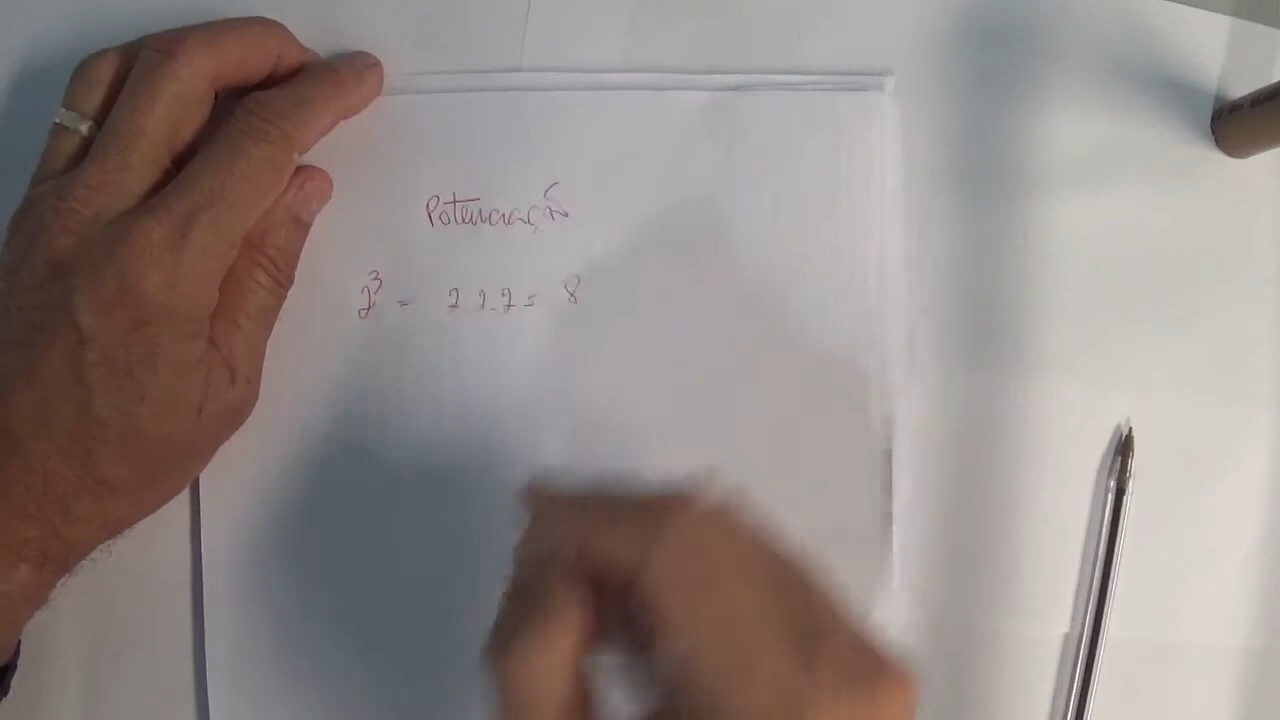 Potenciação
2³ = 2 2.2 = 8